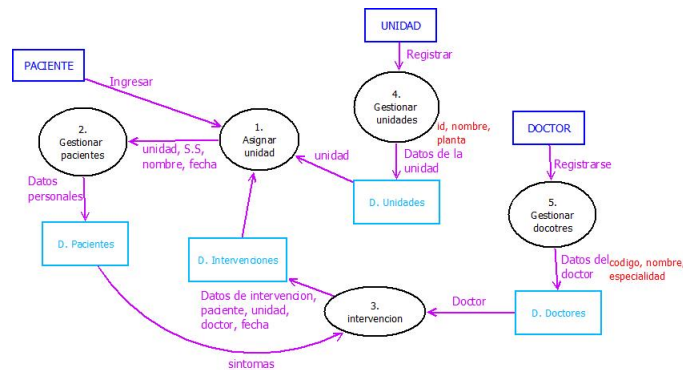 UNIDAD
PACIENTE
Registrar
Ingresar
4.
Gestionar
unidades
id, nombre,
planta
DOCTOR
2.
Gestionar
pacientes
1.
Asignar
unidad
unidad, S.S,
nombre, fecha
unidad
Datos de la
unidad
Registrarse
Datos
personales
D. Unidades
5.
Gestionar
docotres
D. Pacientes
D. Intervenciones
Datos del
doctor
codigo, nombre,
especialidad
Datos de intervencion,
paciente, unidad,
doctor, fecha
3.
intervencion
Doctor
D. Doctores
sintomas